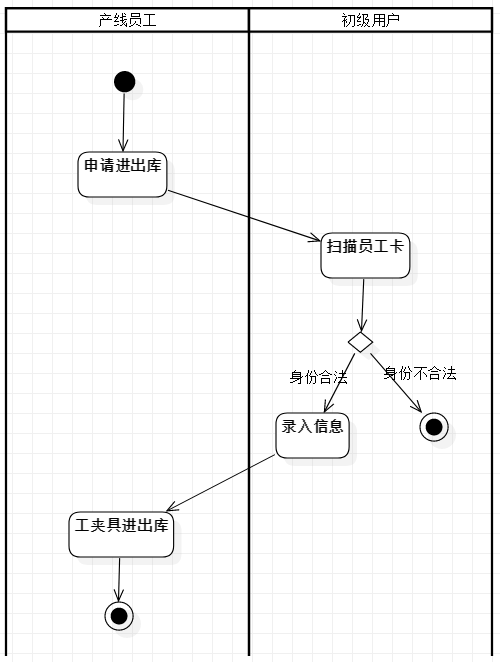 产线员工
初级用户
申请进出库
扫描员工卡
身份合法
身份不合法
录入信息
工夹具进出库